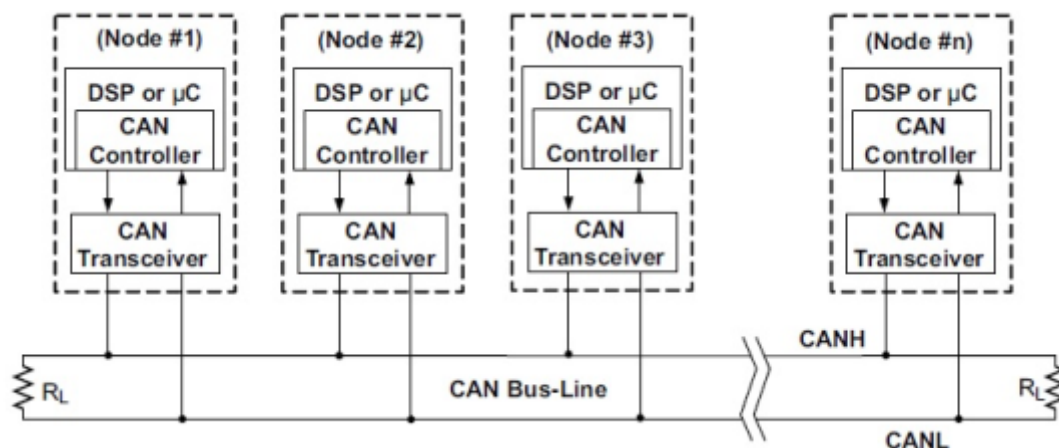 (Node #1)
DSP or µC
CAN
Controller
CAN
Transceiver
(Node #2)
DSP or µC
CAN
Controller
CAN
Transceiver
(Node #3)
DSP or µC
CAN
Controller
CAN
Transceiver
(Node #n)
DSP or µC
CAN
Controller
CAN
Transceiver
CANH
RL
CAN Bus-Line
RL
CANL